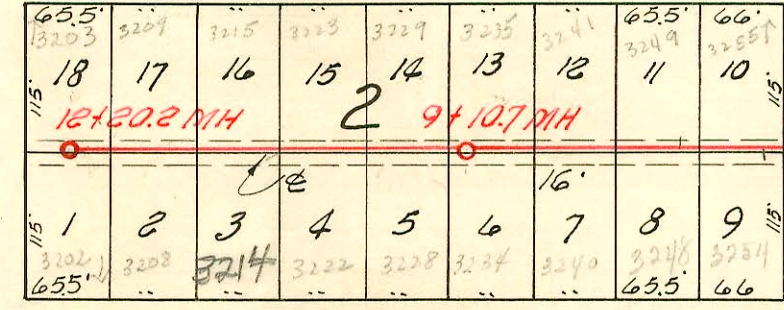 65.5' 65.5' 66'
3203 3209 3215 3223 3229 3235 3241 3249 3255
18 17 16 15 14 13 12 11 10
115' 115'
12+20.2 MH 2 9+10.7 MH
℄ 16'
115' 115'
1 2 3 4 5 6 7 8 9
3202 3208 3214 3222 3228 3234 3240 3248 3254
65.5' 65.5' 66